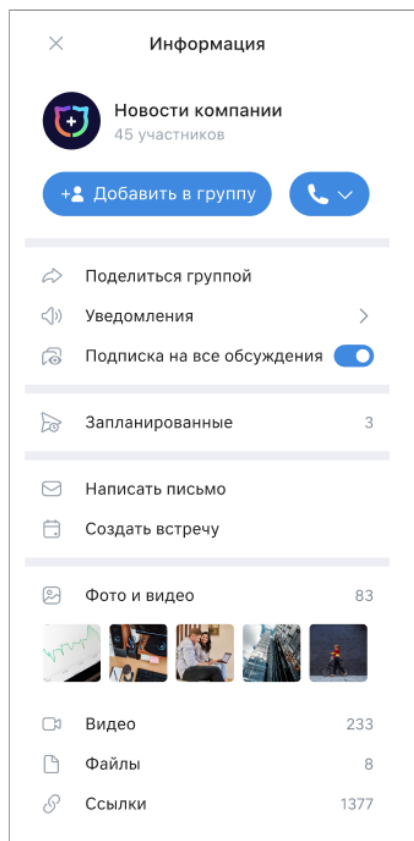 Информация
Новости компании
45 участников
Добавить в группу
Поделиться группой
Уведомления
Подписка на все обсуждения
Запланированные 3
Написать письмо
Создать встречу
Фото и видео 83
Видео 233
Файлы 8
Ссылки 1377